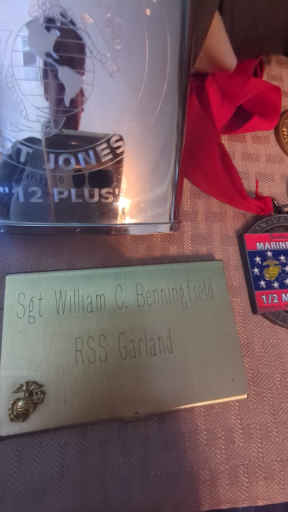 T. JONES
"12 PLUS"
Sgt William C. Benningfield
RSS Garland
MARINE
1/2 M